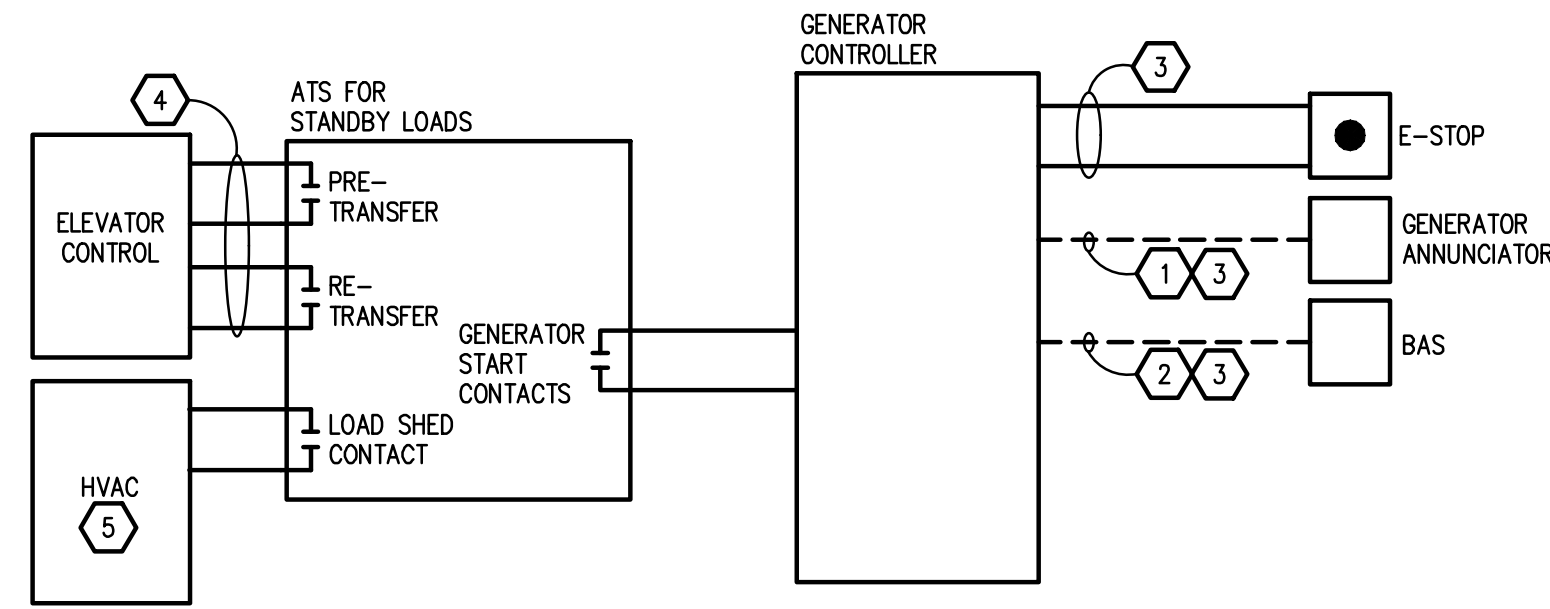 GENERATOR
CONTROLLER
3
4
ATS FOR
STANDBY LOADS
E-STOP
PRE-
TRANSFER
ELEVATOR
CONTROL
GENERATOR
ANNUNCIATOR
1 3
RE-
TRANSFER
GENERATOR
START
CONTACTS
BAS
2 3
LOAD SHED
CONTACT
HVAC
5